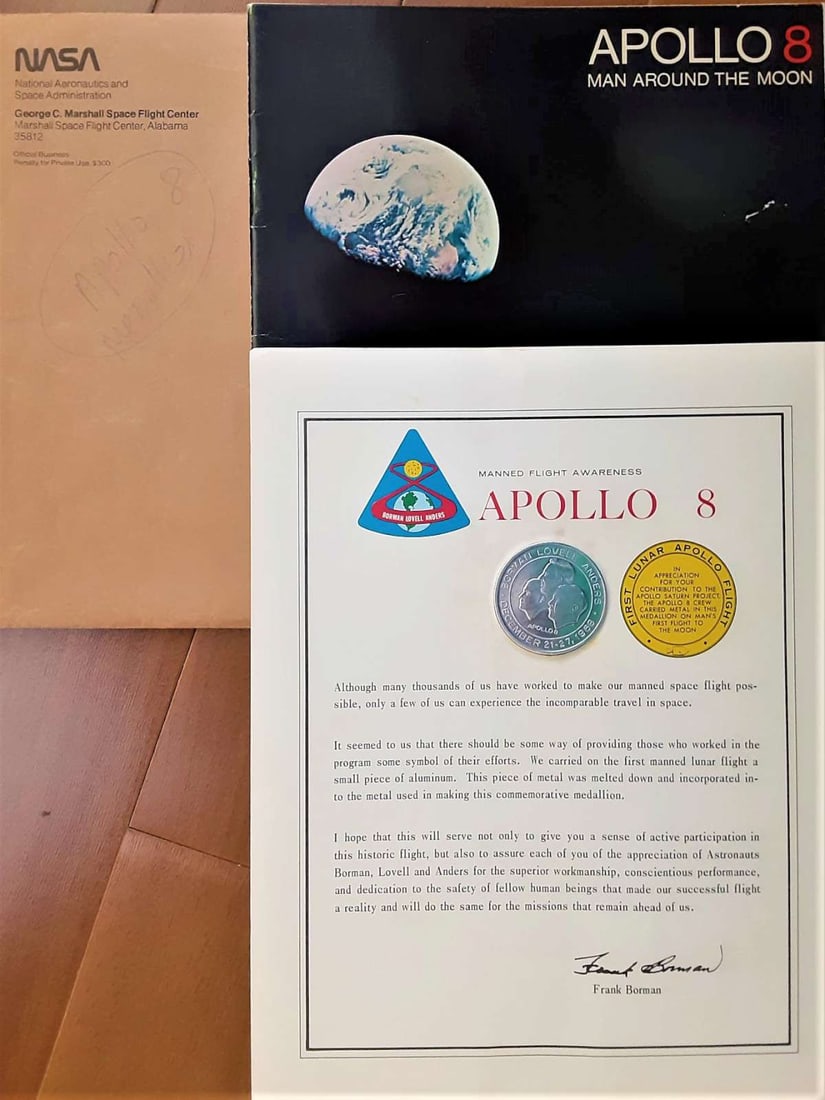 NASA
National Aeronautics and
Space Administration
George C. Marshall Space Flight Center
Marshall Space Flight Center, Alabama
35812
Official Business
Penalty for Private Use, $300
Apollo 8
APOLLO 8
MAN AROUND THE MOON
BORMAN LOVELL ANDERS
MANNED FLIGHT AWARENESS
APOLLO 8
BORMAN LOVELL ANDERS
APOLLO 8
DECEMBER 21-27, 1968
FIRST LUNAR APOLLO FLIGHT
IN
APPRECIATION
FOR YOUR
CONTRIBUTION TO THE
APOLLO SATURN PROJECT,
THE APOLLO 8 CREW
CARRIED METAL IN THIS
MEDALLION ON MAN'S
FIRST FLIGHT TO
THE MOON
Although many thousands of us have worked to make our manned space flight pos-
sible, only a few of us can experience the incomparable travel in space.
It seemed to us that there should be some way of providing those who worked in the
program some symbol of their efforts. We carried on the first manned lunar flight a
small piece of aluminum. This piece of metal was melted down and incorporated in-
to the metal used in making this commemorative medallion.
I hope that this will serve not only to give you a sense of active participation in
this historic flight, but also to assure each of you of the appreciation of Astronauts
Borman, Lovell and Anders for the superior workmanship, conscientious performance,
and dedication to the safety of fellow human beings that made our successful flight
a reality and will do the same for the missions that remain ahead of us.
Frank Borman
Frank Borman